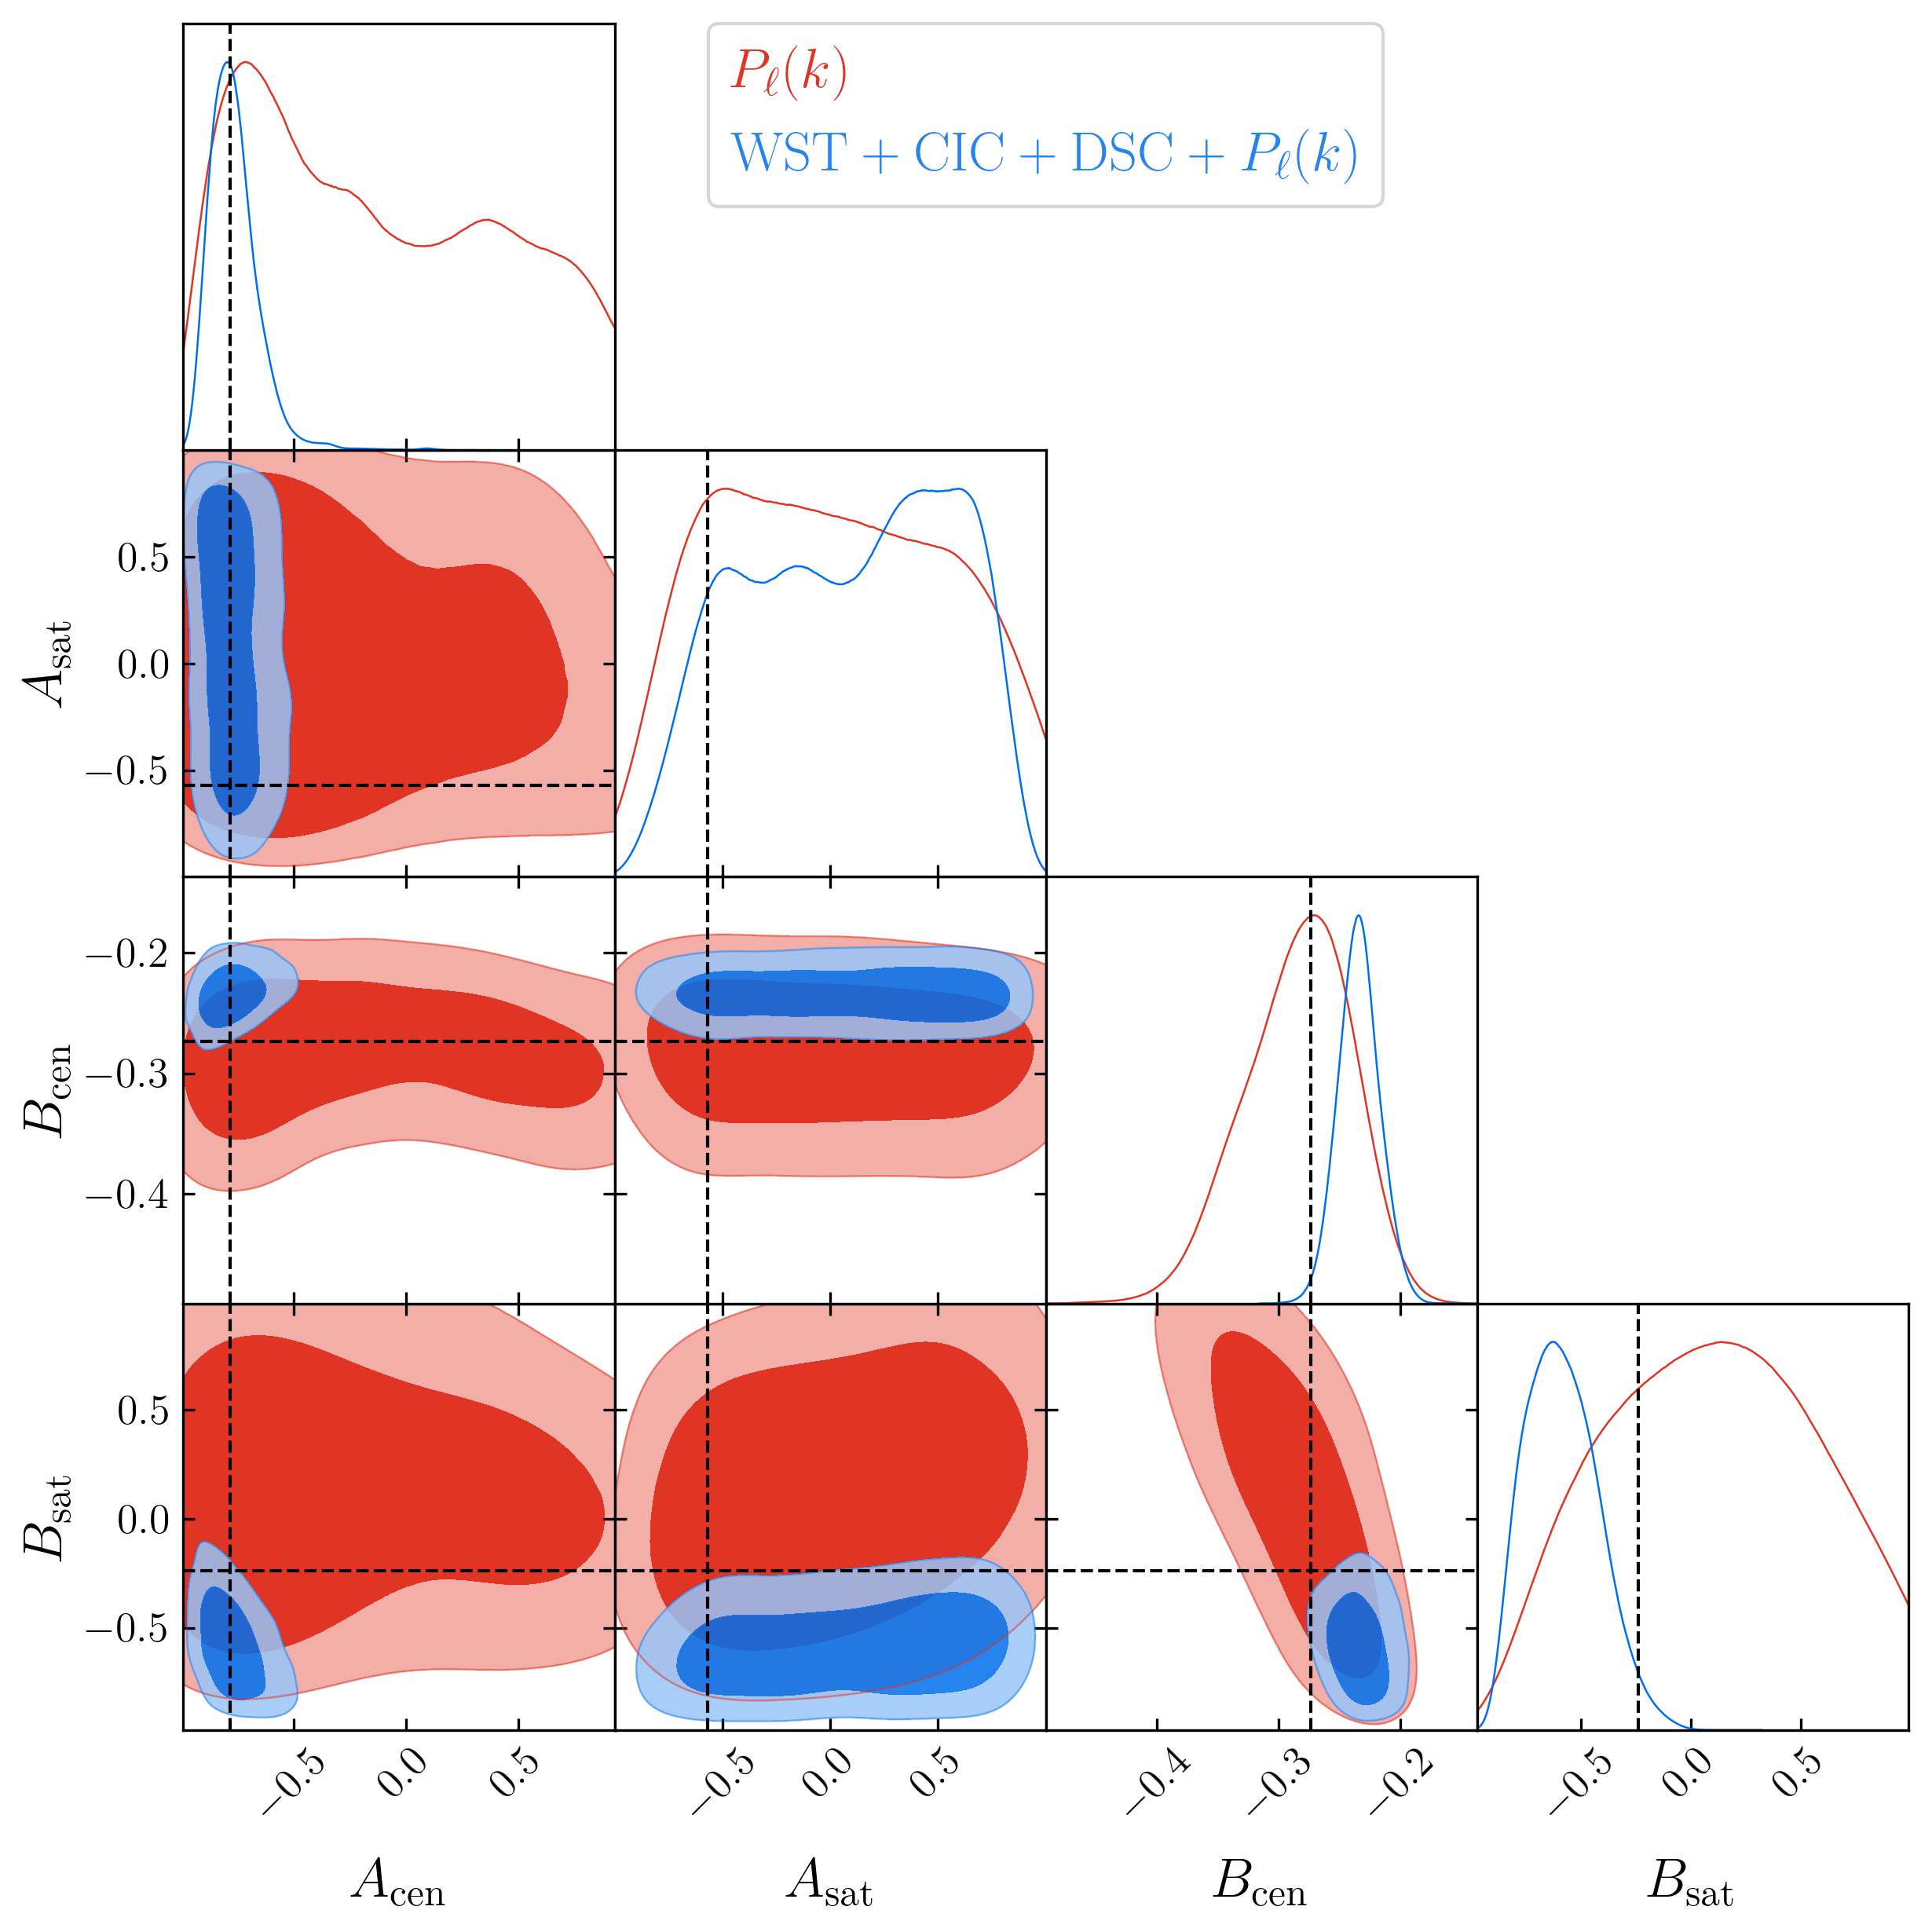 P_ℓ(k)
WST + CIC + DSC + P_ℓ(k)
0.5
0.0
−0.5
A_sat
−0.2
−0.3
−0.4
B_cen
0.5
0.0
−0.5
B_sat
−0.5 0.0 0.5 −0.5 0.0 0.5 −0.4 −0.3 −0.2 −0.5 0.0 0.5
A_cen A_sat B_cen B_sat